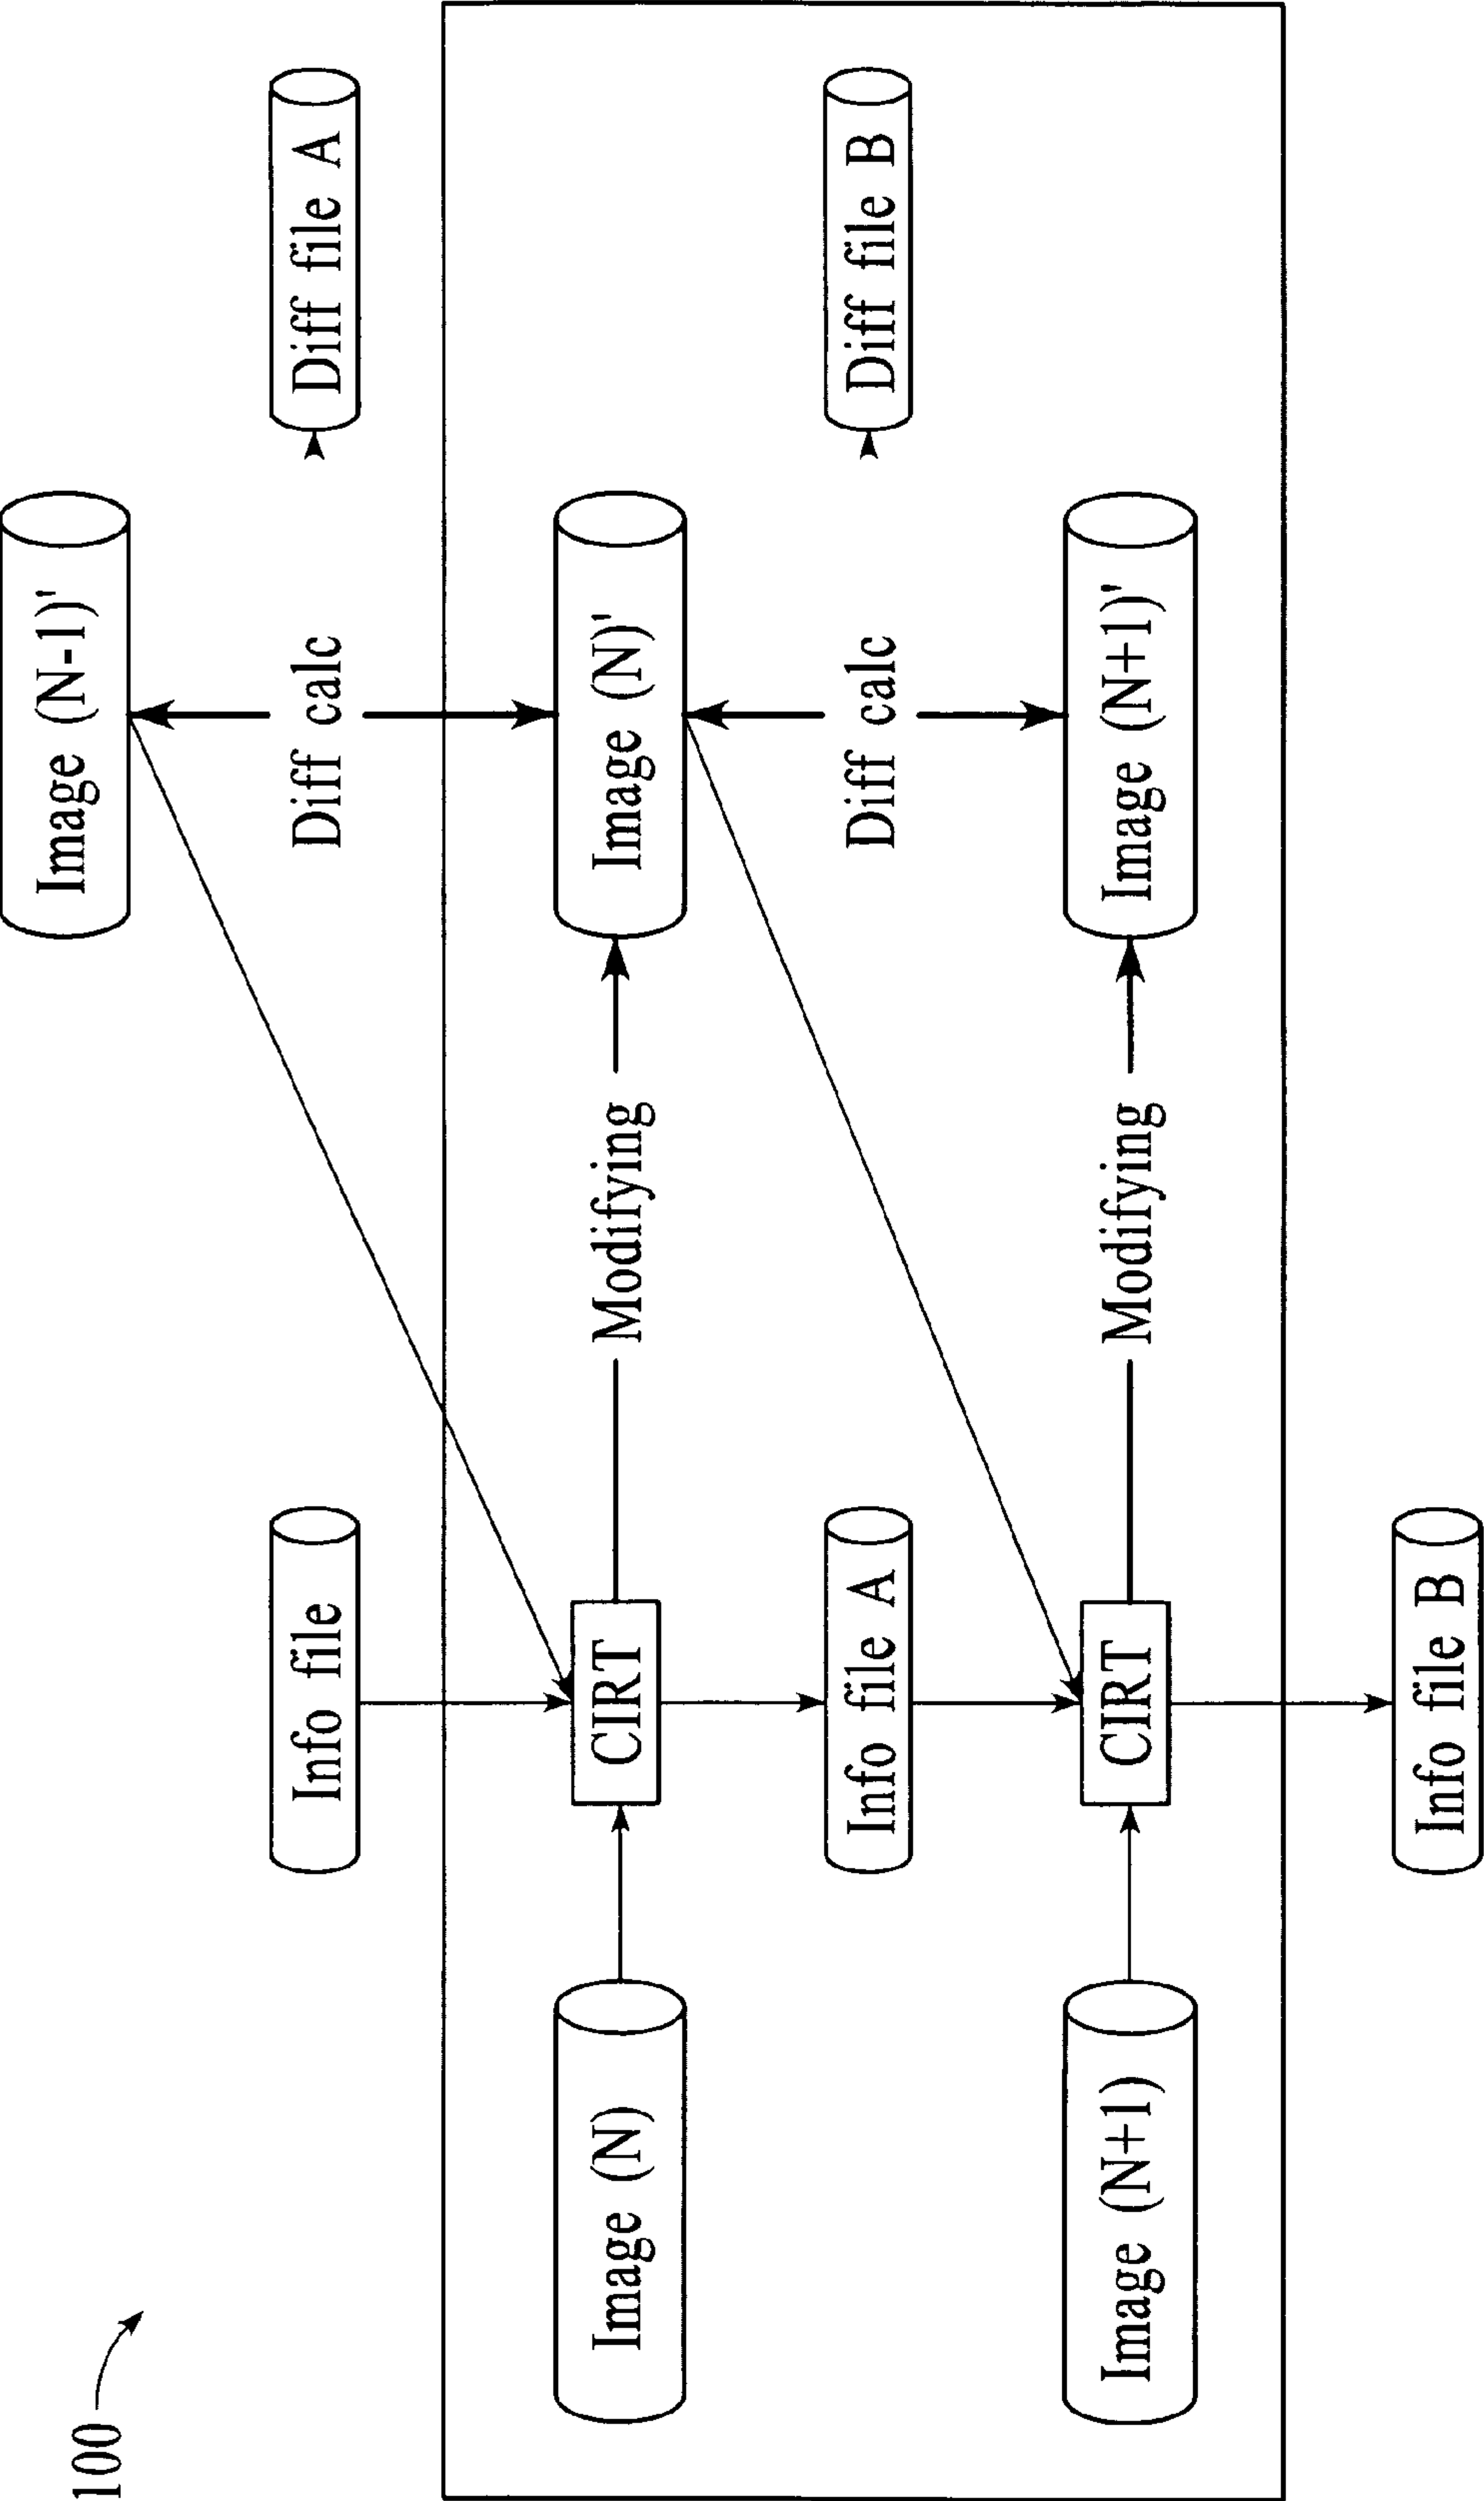 100
Image (N-1)'
Info file
Diff calc
Diff file A
Image (N)
CIRT
Modifying
Image (N)'
Info file A
Diff calc
Diff file B
Image (N+1)
CIRT
Modifying
Image (N+1)'
Info file B